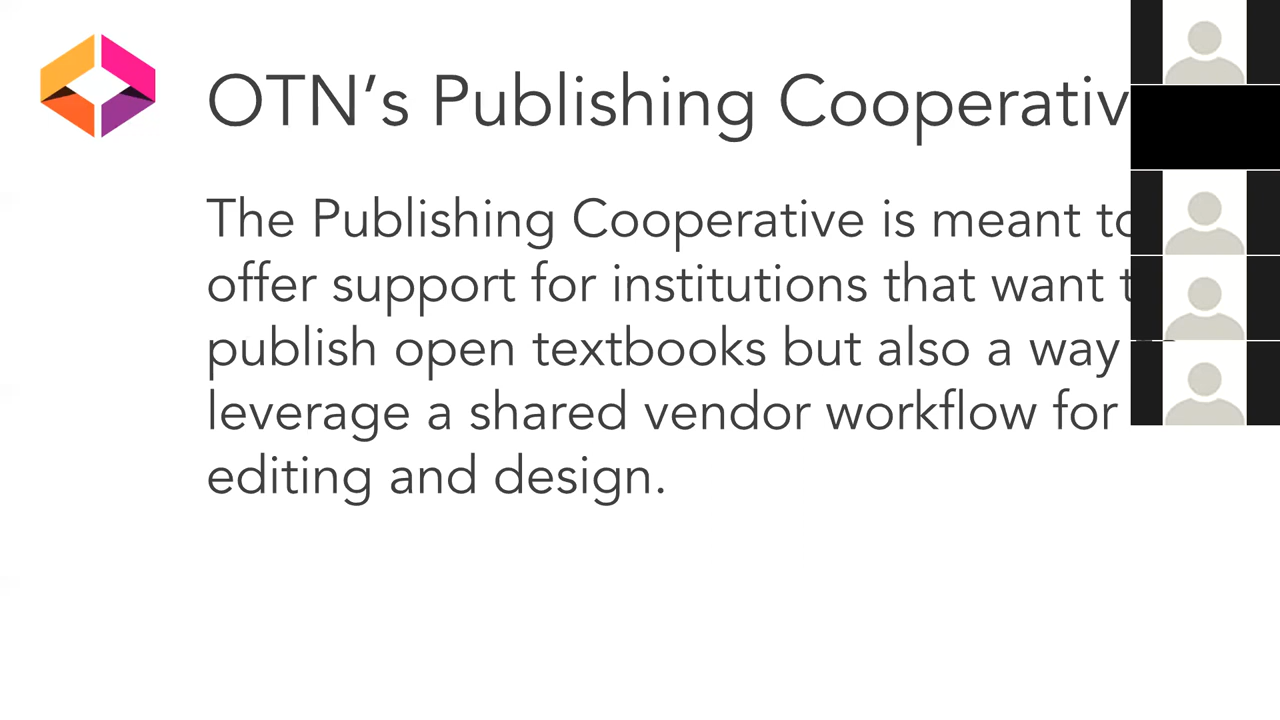 OTN’s Publishing Cooperativ
The Publishing Cooperative is meant to
offer support for institutions that want t
publish open textbooks but also a way
leverage a shared vendor workflow for
editing and design.